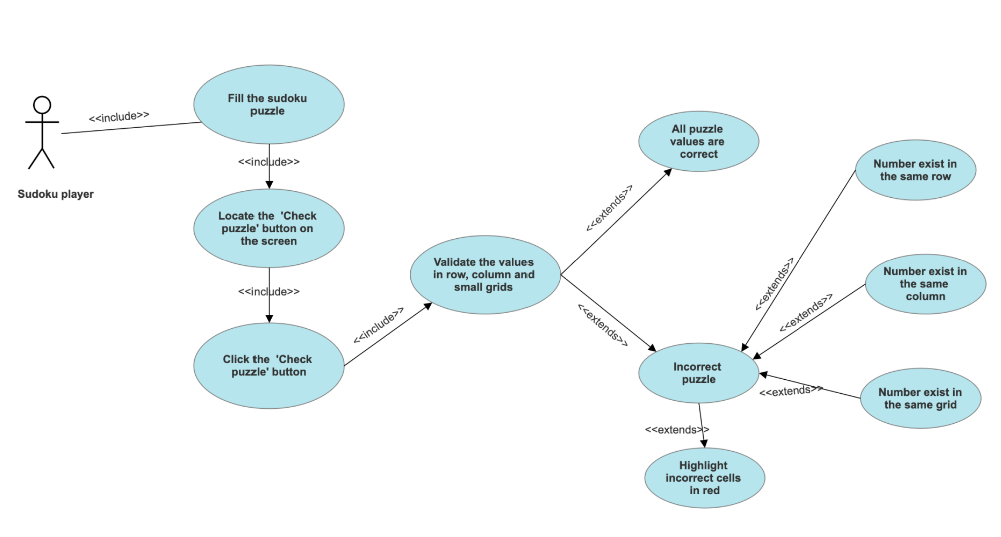 <<include>>
Sudoku player
Fill the sudoku
puzzle
<<include>>
Locate the 'Check
puzzle' button on
the screen
<<include>>
Click the 'Check
puzzle' button
<<include>>
Validate the values
in row, column and
small grids
<<extends>>
All puzzle
values are
correct
<<extends>>
Incorrect
puzzle
<<extends>>
Number exist in
the same row
<<extends>>
Number exist in
the same
column
<<extends>>
Number exist in
the same grid
<<extends>>
Highlight
incorrect cells
in red